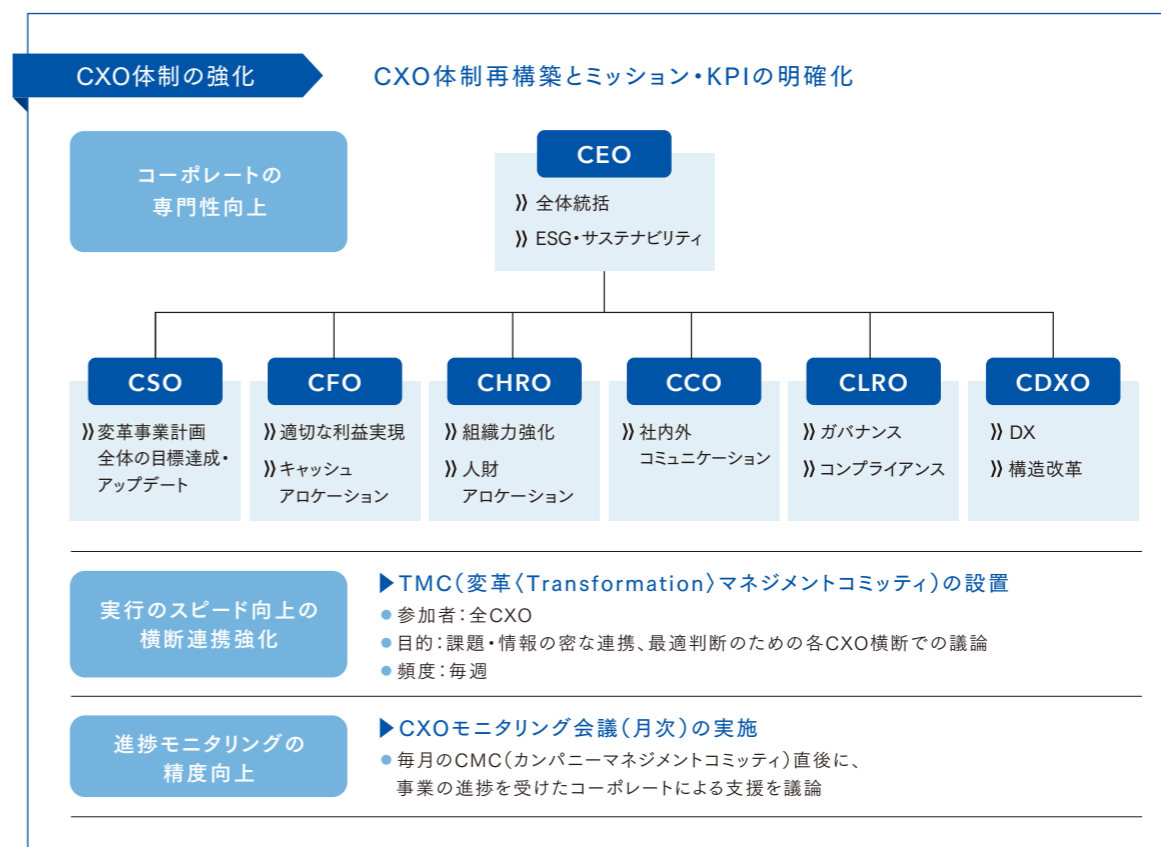 CXO体制の強化
CXO体制再構築とミッション・KPIの明確化
コーポレートの
専門性向上
CEO
》 全体統括
》 ESG・サステナビリティ
CSO
》変革事業計画
全体の目標達成・
アップデート
CFO
》適切な利益実現
》キャッシュ
アロケーション
CHRO
》組織力強化
》人財
アロケーション
CCO
》社内外
コミュニケーション
CLRO
》ガバナンス
》コンプライアンス
CDXO
》DX
》構造改革
実行のスピード向上の
横断連携強化
▶TMC(変革〈Transformation〉マネジメントコミッティ)の設置
●参加者:全CXO
●目的:課題・情報の密な連携、最適判断のための各CXO横断での議論
●頻度:毎週
進捗モニタリングの
精度向上
▶CXOモニタリング会議(月次)の実施
●毎月のCMC(カンパニーマネジメントコミッティ)直後に、
事業の進捗を受けたコーポレートによる支援を議論